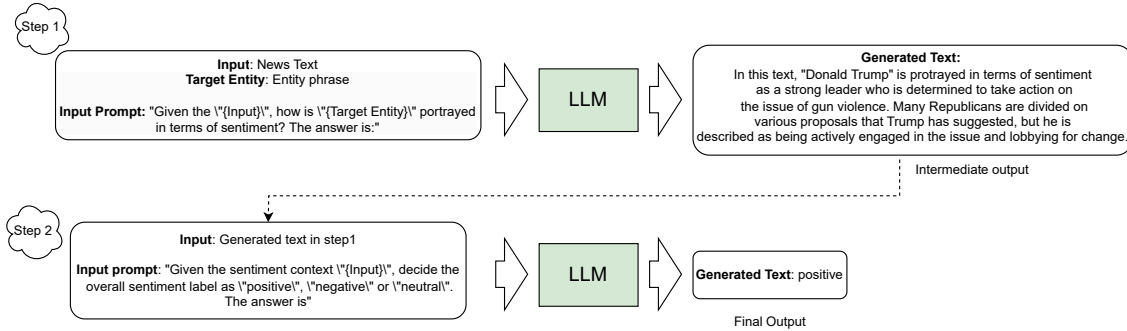 Step 1
Input: News Text
Target Entity: Entity phrase
Input Prompt: "Given the \"{Input}\", how is \"{Target Entity}\" portrayed
in terms of sentiment? The answer is:"
LLM
Generated Text:
In this text, "Donald Trump" is protrayed in terms of sentiment
as a strong leader who is determined to take action on
the issue of gun violence. Many Republicans are divided on
various proposals that Trump has suggested, but he is
described as being actively engaged in the issue and lobbying for change.
Intermediate output
Step 2
Input: Generated text in step1
Input prompt: "Given the sentiment context \"{Input}\", decide the
overall sentiment label as \"positive\", \"negative\" or \"neutral\".
The answer is"
LLM
Generated Text: positive
Final Output